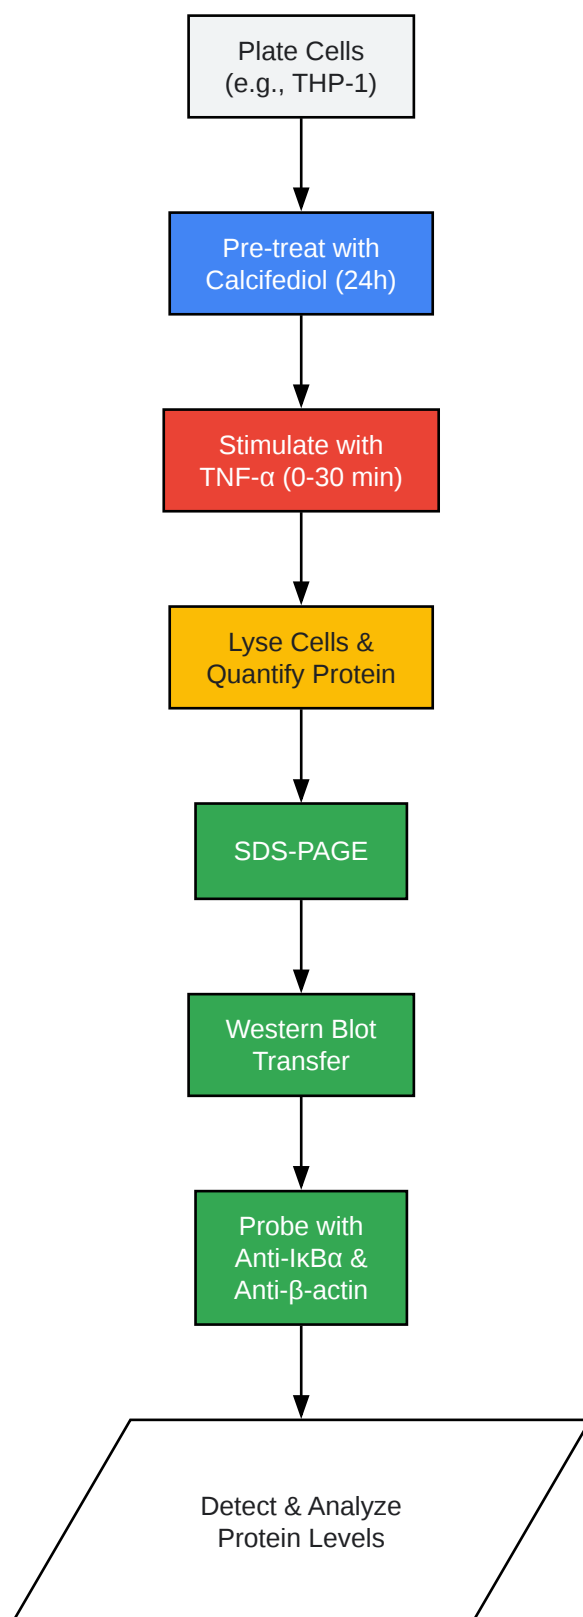 Plate Cells
(e.g., THP-1)
Pre-treat with
Calcifediol (24h)
Stimulate with
TNF-α (0-30 min)
Lyse Cells &
Quantify Protein
SDS-PAGE
Western Blot
Transfer
Probe with
Anti-IκBα &
Anti-β-actin
Detect & Analyze
Protein Levels